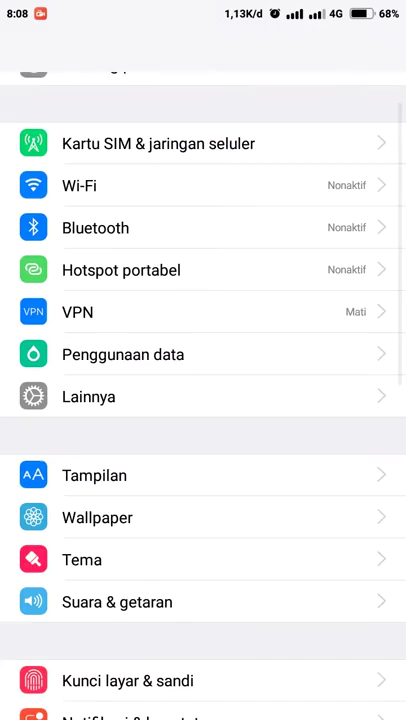 8:08 1,13K/d 4G 68%
Kartu SIM & jaringan seluler
Wi-Fi Nonaktif
Bluetooth Nonaktif
Hotspot portabel Nonaktif
VPN VPN Mati
Penggunaan data
Lainnya
AA Tampilan
Wallpaper
Tema
Suara & getaran
Kunci layar & sandi